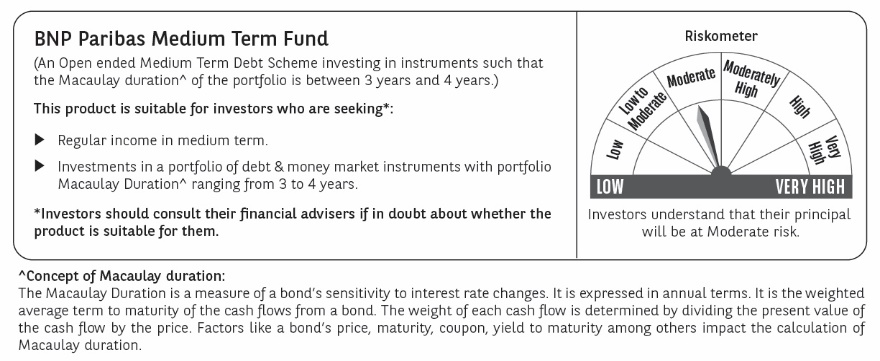 BNP Paribas Medium Term Fund
(An Open ended Medium Term Debt Scheme investing in instruments such that
the Macaulay duration^ of the portfolio is between 3 years and 4 years.)
This product is suitable for investors who are seeking*:
▶ Regular income in medium term.
▶ Investments in a portfolio of debt & money market instruments with portfolio
Macaulay Duration^ ranging from 3 to 4 years.
*Investors should consult their financial advisers if in doubt about whether the
product is suitable for them.
Riskometer
Low
Low to
Moderate
Moderate
Moderately
High
High
Very
High
LOW
VERY HIGH
Investors understand that their principal
will be at Moderate risk.
^Concept of Macaulay duration:
The Macaulay Duration is a measure of a bond's sensitivity to interest rate changes. It is expressed in annual terms. It is the weighted
average term to maturity of the cash flows from a bond. The weight of each cash flow is determined by dividing the present value of
the cash flow by the price. Factors like a bond's price, maturity, coupon, yield to maturity among others impact the calculation of
Macaulay duration.